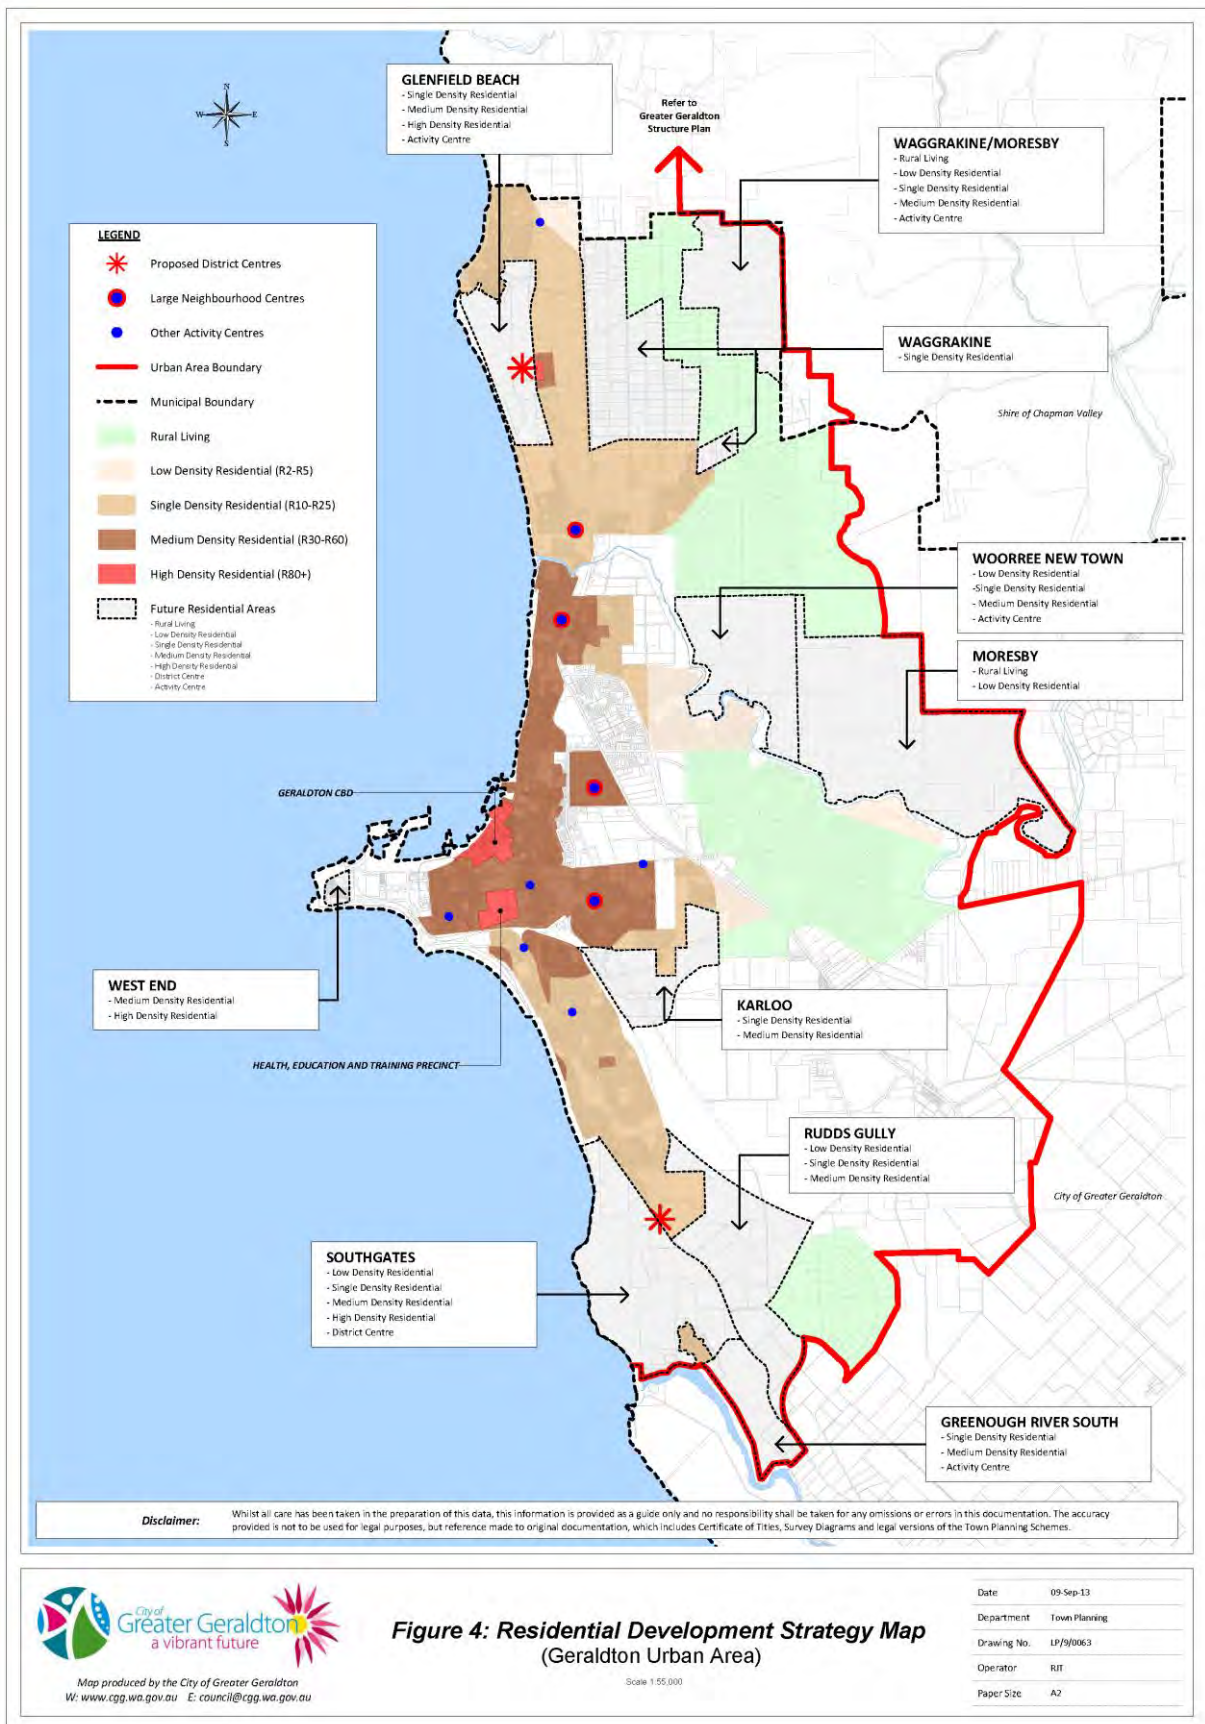 GLENFIELD BEACH
- Single Density Residential
- Medium Density Residential
- High Density Residential
- Activity Centre
Refer to
Greater Geraldton
Structure Plan
WAGGRAKINE/MORESBY
- Rural Living
- Low Density Residential
- Single Density Residential
- Medium Density Residential
- Activity Centre
N
W
E
S
LEGEND
Proposed District Centres
Large Neighbourhood Centres
Other Activity Centres
Urban Area Boundary
Municipal Boundary
Rural Living
Low Density Residential (R2-R5)
Single Density Residential (R10-R25)
Medium Density Residential (R30-R60)
High Density Residential (R80+)
Future Residential Areas
- Rural Living
- Low Density Residential
- Single Density Residential
- Medium Density Residential
- High Density Residential
- District Centre
- Activity Centre
WAGGRAKINE
- Single Density Residential
Shire of Chapman Valley
WOORREE NEW TOWN
- Low Density Residential
-Single Density Residential
- Medium Density Residential
- Activity Centre
MORESBY
- Rural Living
- Low Density Residential
GERALDTON CBD
WEST END
- Medium Density Residential
- High Density Residential
KARLOO
- Single Density Residential
- Medium Density Residential
HEALTH, EDUCATION AND TRAINING PRECINCT
RUDDS GULLY
- Low Density Residential
- Single Density Residential
- Medium Density Residential
City of Greater Geraldton
SOUTHGATES
- Low Density Residential
- Single Density Residential
- Medium Density Residential
- High Density Residential
- District Centre
GREENOUGH RIVER SOUTH
- Single Density Residential
- Medium Density Residential
- Activity Centre
Disclaimer:
Whilst all care has been taken in the preparation of this data, this information is provided as a guide only and no responsibility shall be taken for any omissions or errors in this documentation. The accuracy
provided is not to be used for legal purposes, but reference made to original documentation, which includes Certificate of Titles, Survey Diagrams and legal versions of the Town Planning Schemes.
City of
Greater Geraldton
a vibrant future
Map produced by the City of Greater Geraldton
W: www.cgg.wa.gov.au E: council@cgg.wa.gov.au
Figure 4: Residential Development Strategy Map
(Geraldton Urban Area)
Scale 1:55,000
Date 09-Sep-13
Department Town Planning
Drawing No. LP/9/0063
Operator RJT
Paper Size A2